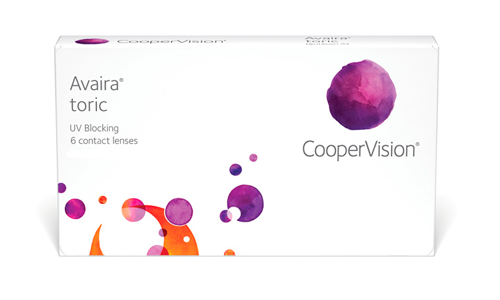 CooperVision®
Avaira®
toric
Avaira®
toric
UV Blocking
6 contact lenses
CooperVision®